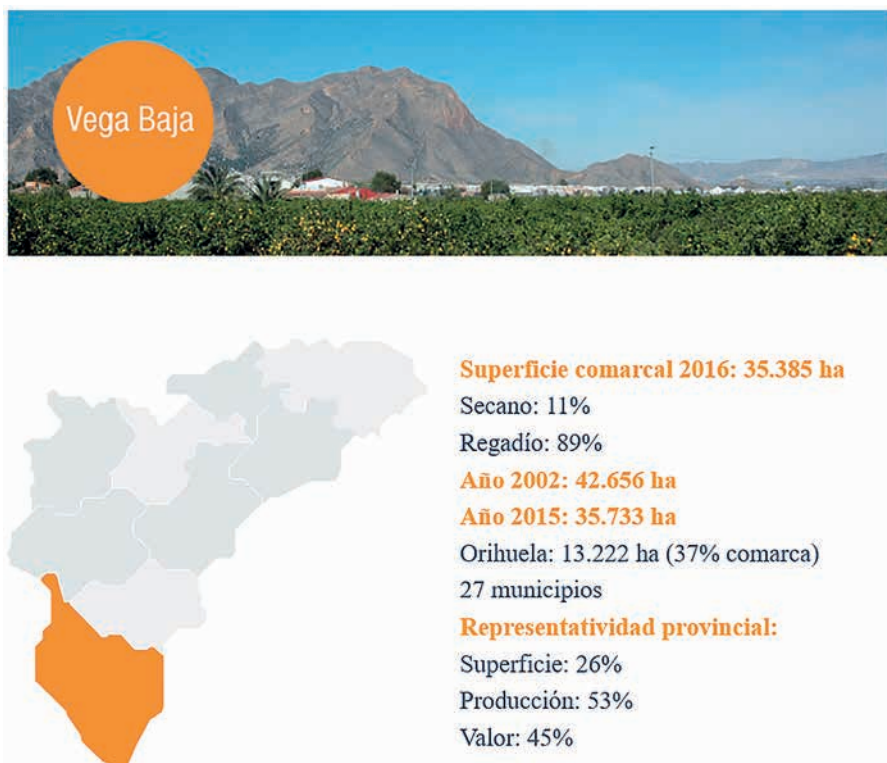 Vega Baja
Superficie comarcal 2016: 35.385 ha
Secano: 11%
Regadío: 89%
Año 2002: 42.656 ha
Año 2015: 35.733 ha
Orihuela: 13.222 ha (37% comarca)
27 municipios
Representatividad provincial:
Superficie: 26%
Producción: 53%
Valor: 45%